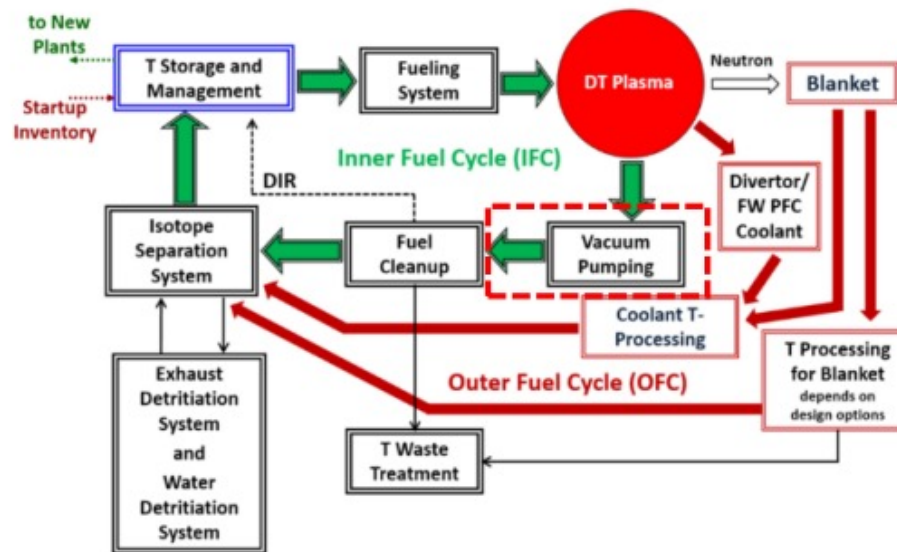 to New
Plants
Startup
Inventory
T Storage and
Management
Fueling
System
DT Plasma
Neutron
Blanket
Inner Fuel Cycle (IFC)
DIR
Divertor/
FW PFC
Coolant
Isotope
Separation
System
Fuel
Cleanup
Vacuum
Pumping
Coolant T-
Processing
Outer Fuel Cycle (OFC)
T Processing
for Blanket
depends on
design options
Exhaust
Detritiation
System
and
Water
Detritiation
System
T Waste
Treatment